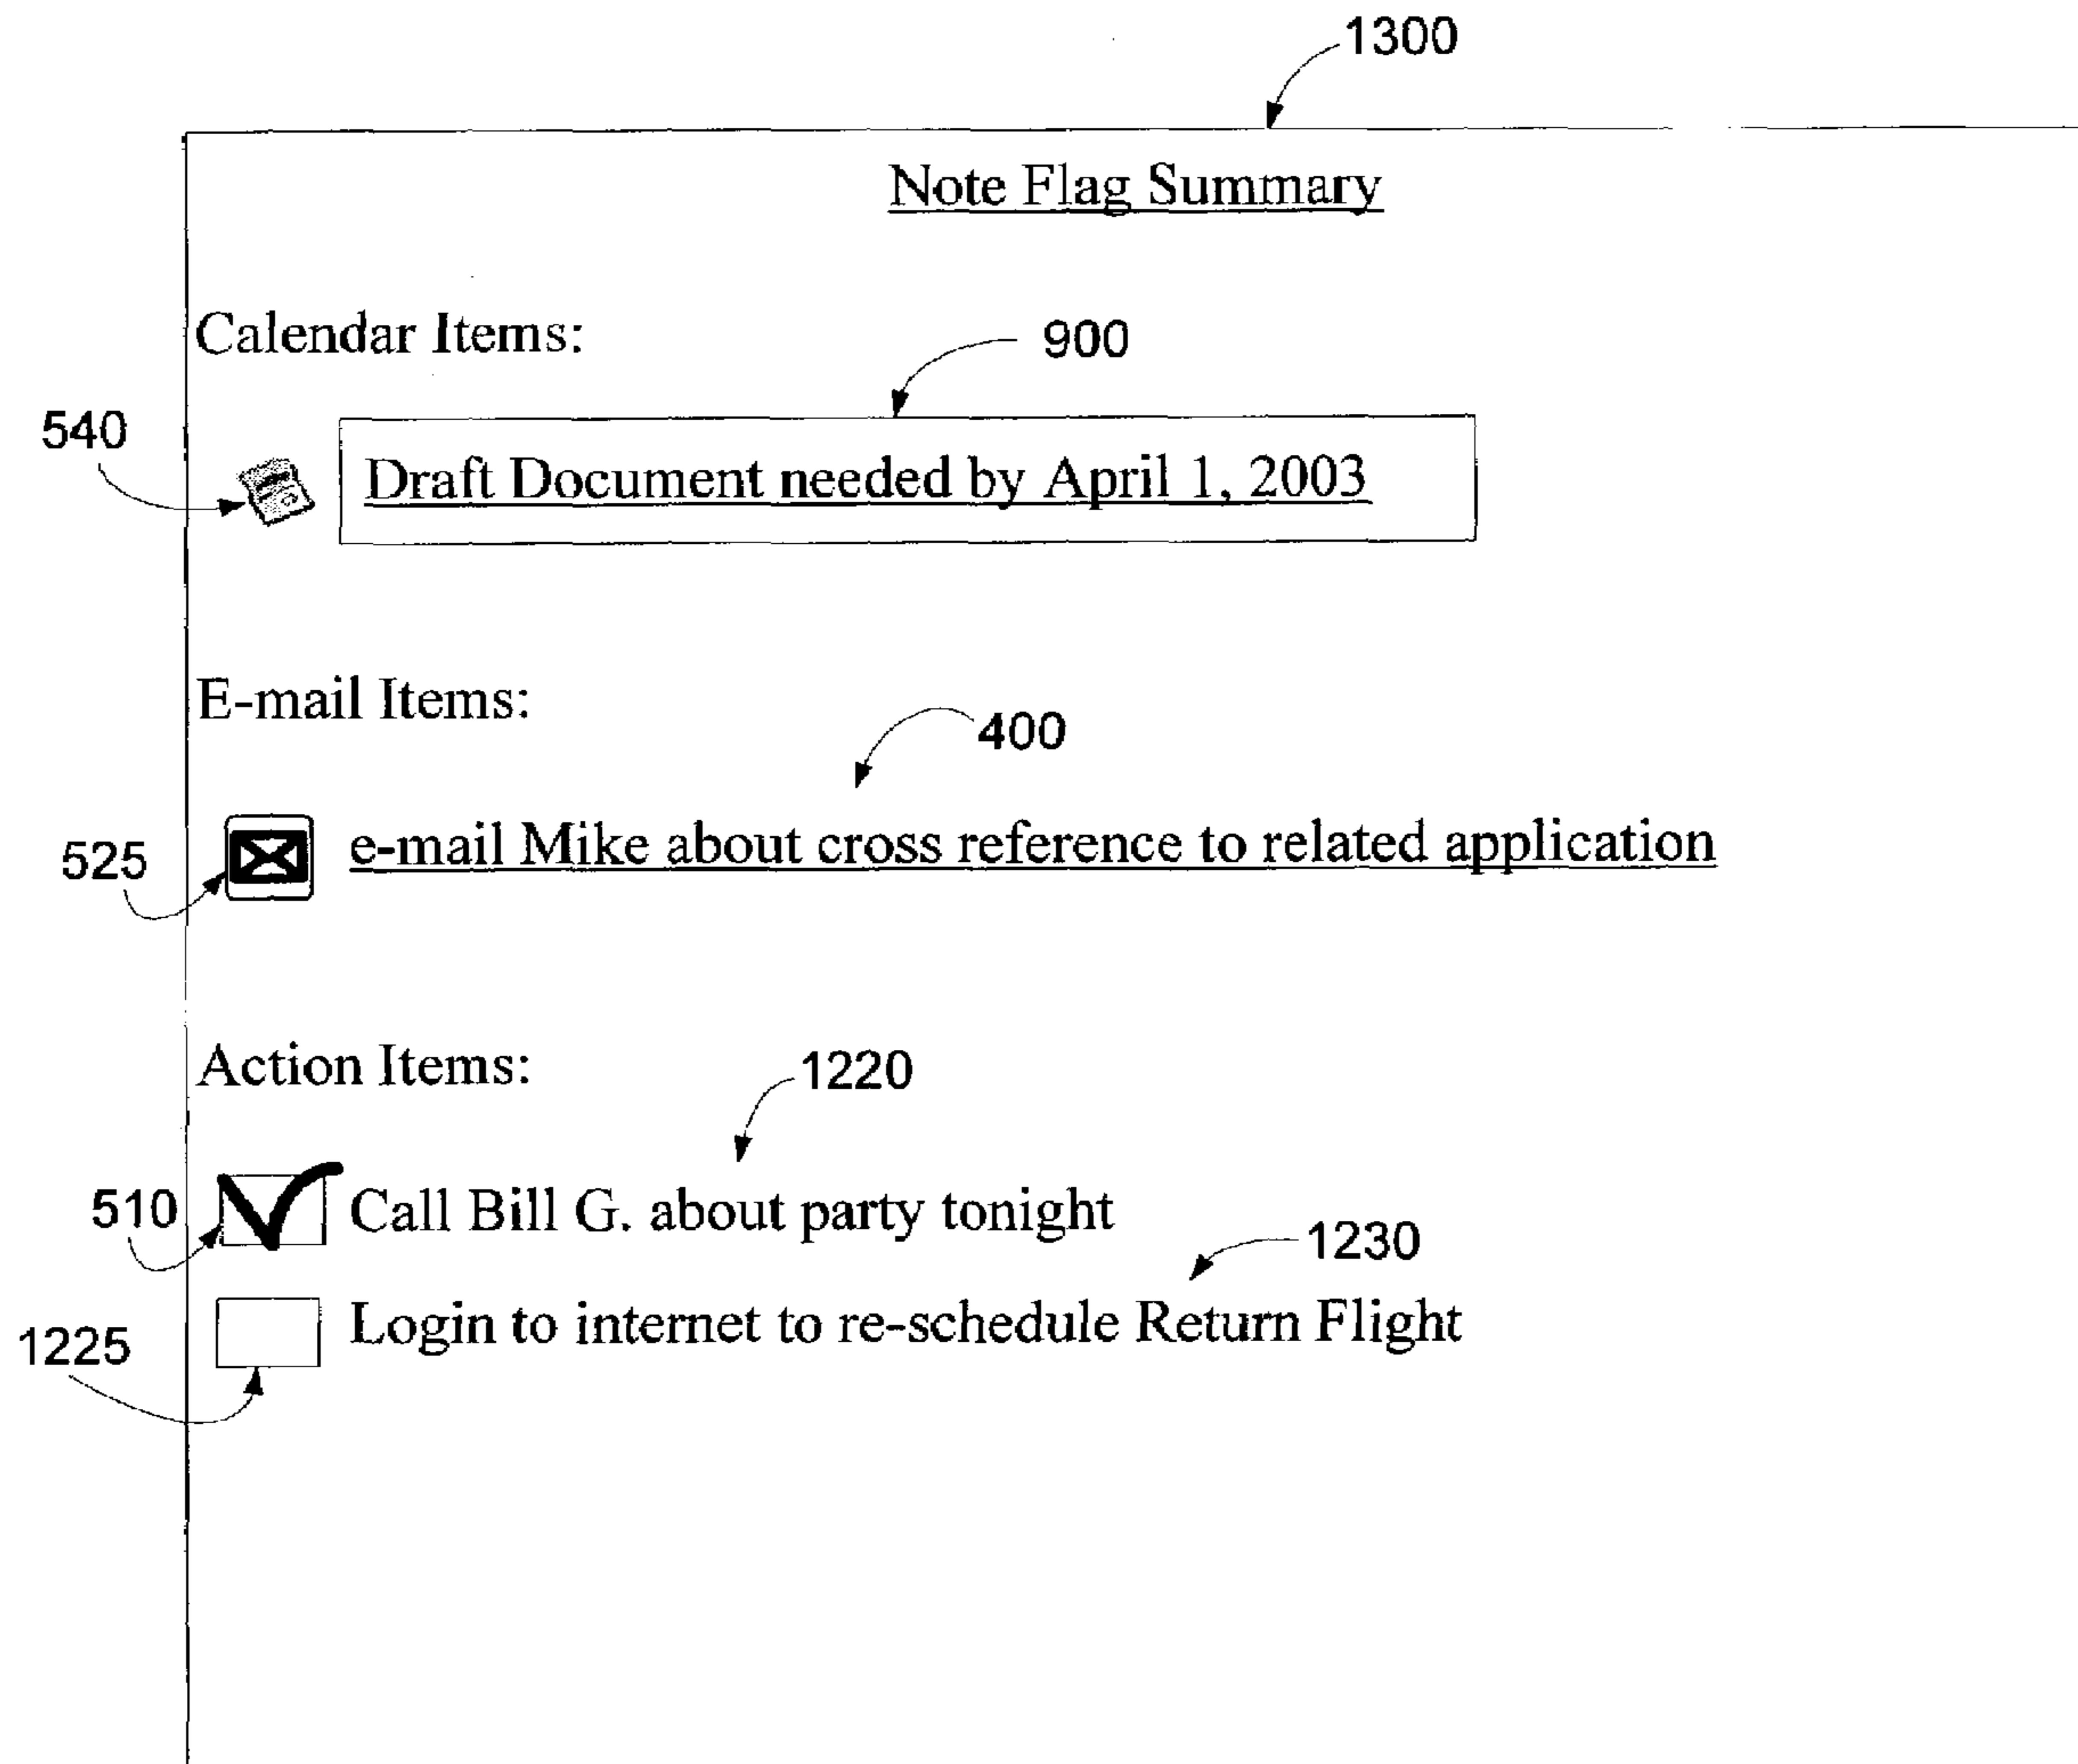 1300
Note Flag Summary
Calendar Items:
900
540
Draft Document needed by April 1, 2003
E-mail Items:
400
525
e-mail Mike about cross reference to related application
Action Items:
1220
510
Call Bill G. about party tonight
1230
Login to internet to re-schedule Return Flight
1225